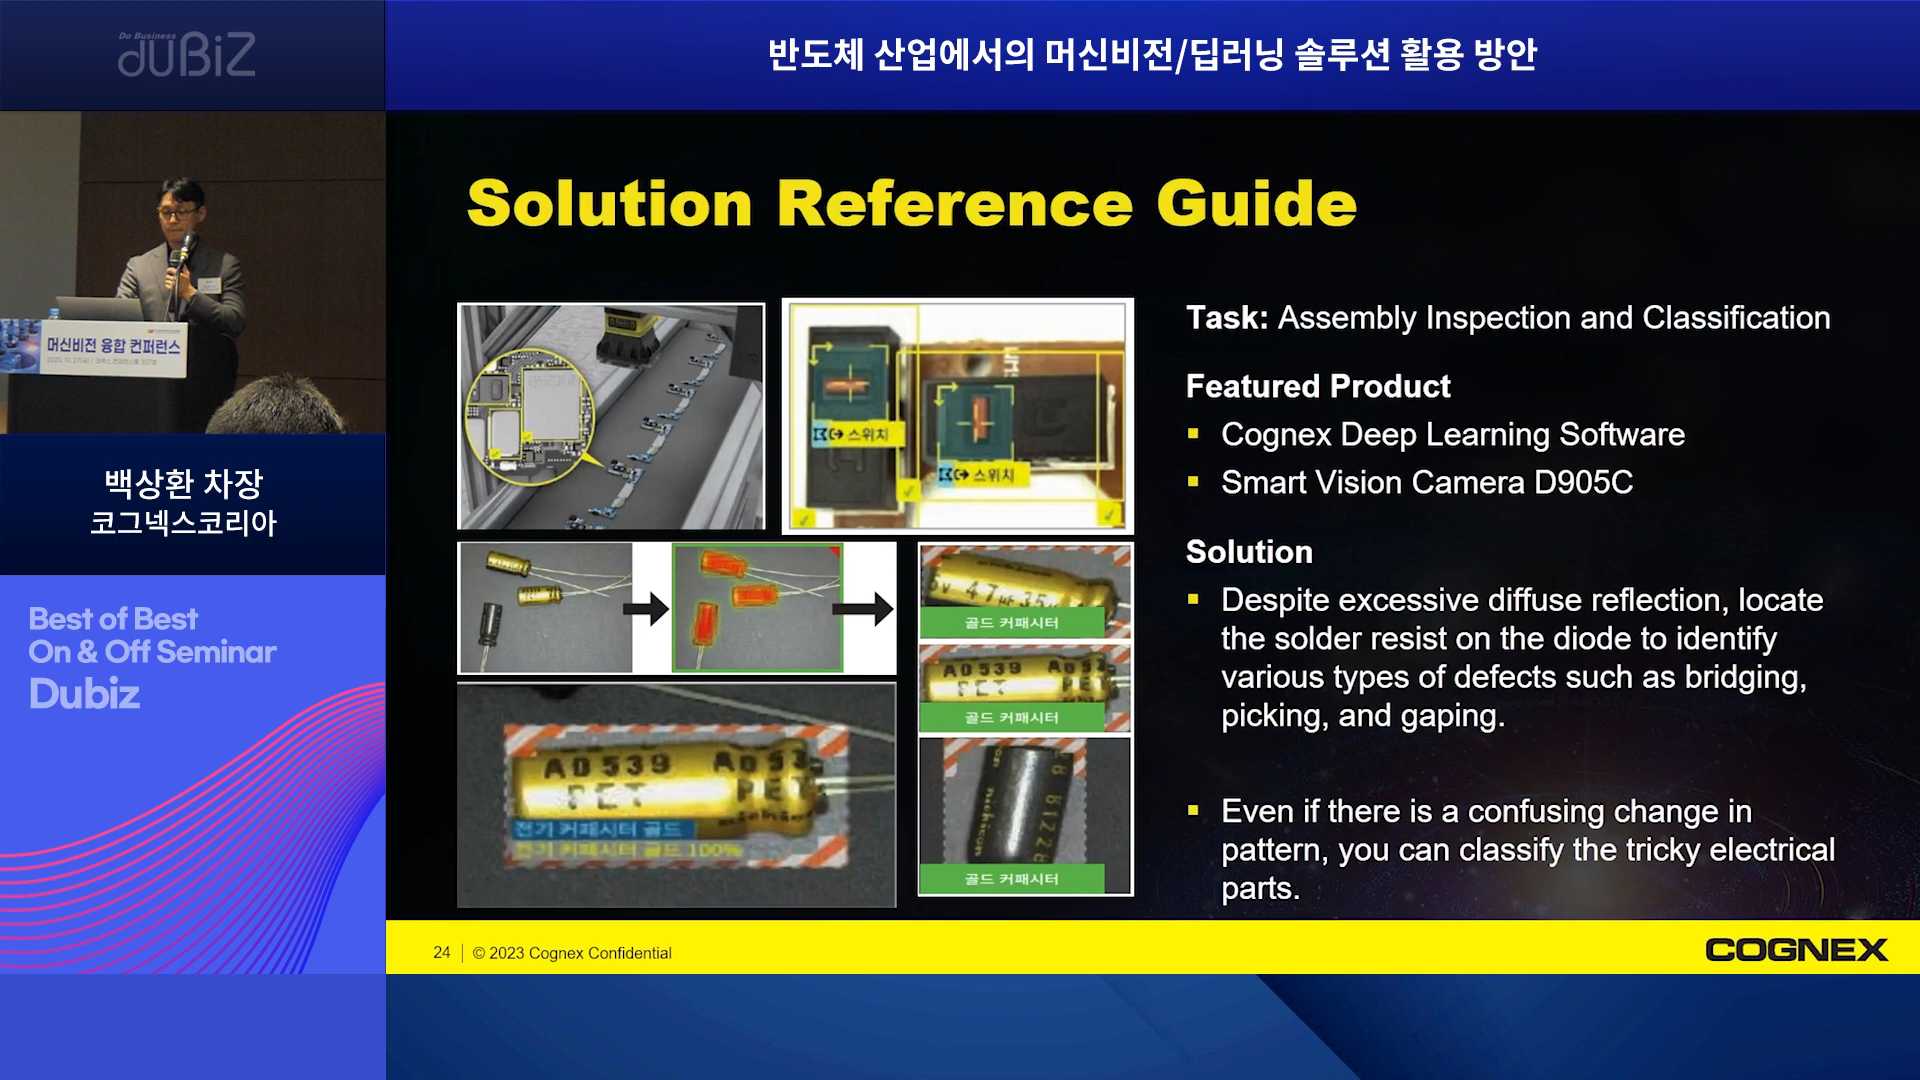 Do Business
duBiZ
반도체 산업에서의 머신비전/딥러닝 솔루션 활용 방안
머신비전 융합 컨퍼런스
백상환 차장
코그넥스코리아
Best of Best
On & Off Seminar
Dubiz
Solution Reference Guide
스위치
스위치
골드 커패시터
AD539
PET
골드 커패시터
AD539
PET
전기 커패시터 골드
전기 커패시터 골드 100%
nichicon
골드 커패시터
Task: Assembly Inspection and Classification
Featured Product
Cognex Deep Learning Software
Smart Vision Camera D905C
Solution
Despite excessive diffuse reflection, locate
the solder resist on the diode to identify
various types of defects such as bridging,
picking, and gaping.
Even if there is a confusing change in
pattern, you can classify the tricky electrical
parts.
24
© 2023 Cognex Confidential
COGNEX